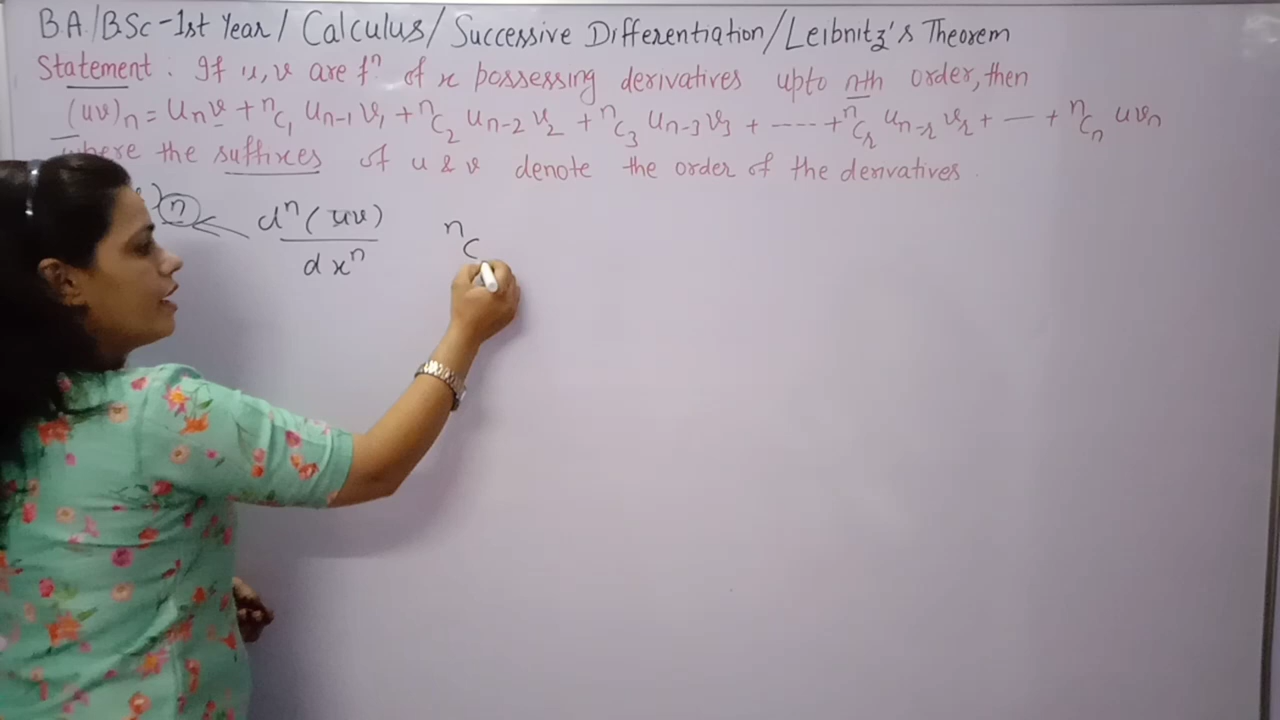 B.A./BSc-1st Year/ Calculus/ Successive Differentiation/Leibnitz's Theorem
Statement : If u, v are fⁿ of x possessing derivatives upto nth order, then
(uv)ₙ = uₙv + ⁿC₁ uₙ₋₁ v₁ + ⁿC₂ uₙ₋₂ v₂ + ⁿC₃ uₙ₋₃ v₃ + ---- + ⁿCᵣ uₙ₋ᵣ vᵣ + — + ⁿCₙ uvₙ
where the suffixes of u & v denote the order of the derivatives.
)ₙ dⁿ(uv)/dxⁿ ⁿC